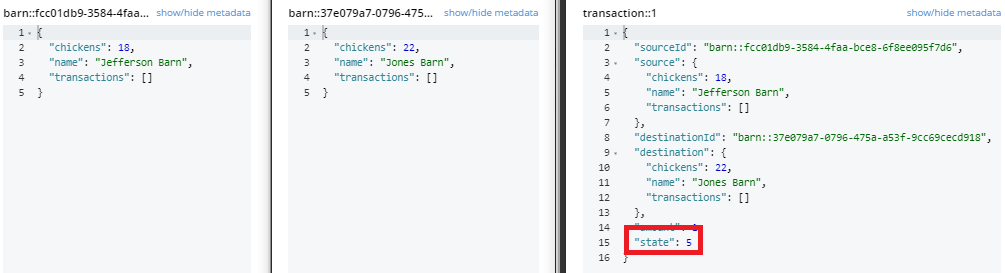 barn::fcc01db9-3584-4faa... show/hide metadata
1 {
2 "chickens": 18,
3 "name": "Jefferson Barn",
4 "transactions": []
5 }
barn::37e079a7-0796-475... show/hide metadata
1 {
2 "chickens": 22,
3 "name": "Jones Barn",
4 "transactions": []
5 }
transaction::1 show/hide metadata
1 {
2 "sourceId": "barn::fcc01db9-3584-4faa-bce8-6f8ee095f7d6",
3 "source": {
4 "chickens": 18,
5 "name": "Jefferson Barn",
6 "transactions": []
7 },
8 "destinationId": "barn::37e079a7-0796-475a-a53f-9cc69cecd918",
9 "destination": {
10 "chickens": 22,
11 "name": "Jones Barn",
12 "transactions": []
13 },
14
15 "state": 5
16 }